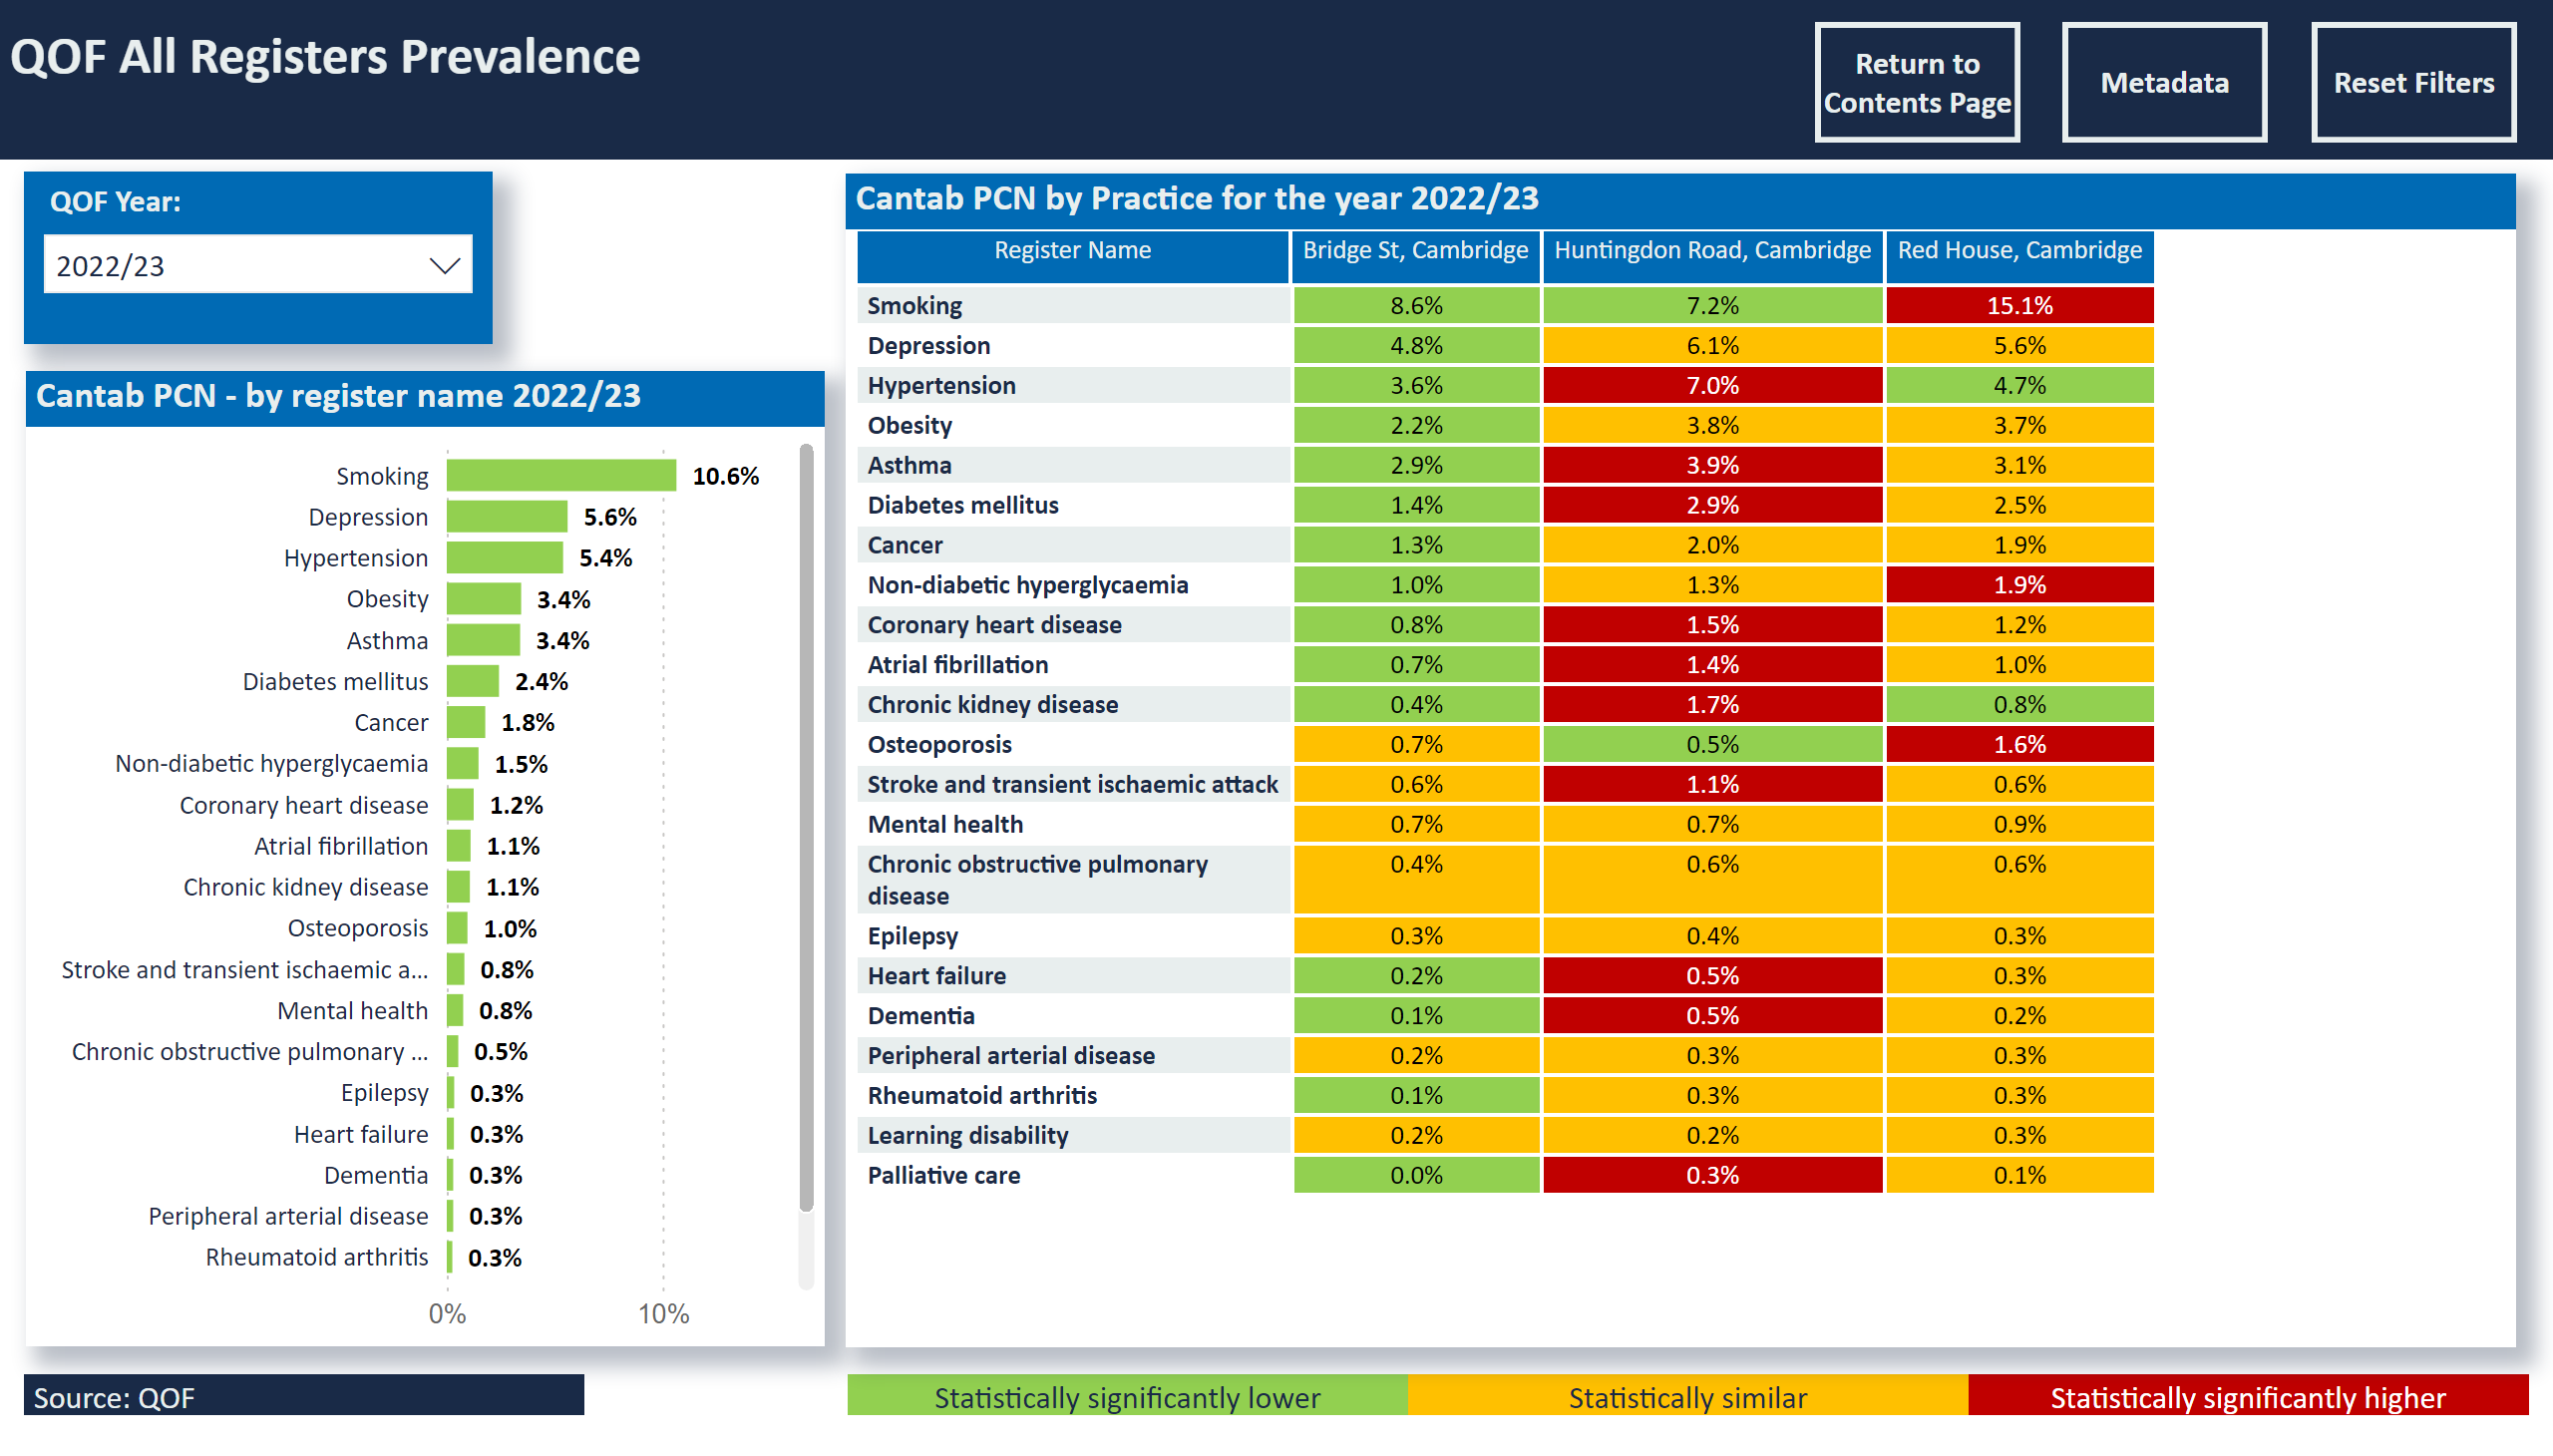 QOF All Registers Prevalence
Return to
Contents Page
Metadata
Reset Filters
QOF Year:
2022/23
Cantab PCN - by register name 2022/23
Smoking 10.6%
Depression 5.6%
Hypertension 5.4%
Obesity 3.4%
Asthma 3.4%
Diabetes mellitus 2.4%
Cancer 1.8%
Non-diabetic hyperglycaemia 1.5%
Coronary heart disease 1.2%
Atrial fibrillation 1.1%
Chronic kidney disease 1.1%
Osteoporosis 1.0%
Stroke and transient ischaemic a... 0.8%
Mental health 0.8%
Chronic obstructive pulmonary ... 0.5%
Epilepsy 0.3%
Heart failure 0.3%
Dementia 0.3%
Peripheral arterial disease 0.3%
Rheumatoid arthritis 0.3%
0% 10%
Cantab PCN by Practice for the year 2022/23
Register Name Bridge St, Cambridge Huntingdon Road, Cambridge Red House, Cambridge
Smoking 8.6% 7.2% 15.1%
Depression 4.8% 6.1% 5.6%
Hypertension 3.6% 7.0% 4.7%
Obesity 2.2% 3.8% 3.7%
Asthma 2.9% 3.9% 3.1%
Diabetes mellitus 1.4% 2.9% 2.5%
Cancer 1.3% 2.0% 1.9%
Non-diabetic hyperglycaemia 1.0% 1.3% 1.9%
Coronary heart disease 0.8% 1.5% 1.2%
Atrial fibrillation 0.7% 1.4% 1.0%
Chronic kidney disease 0.4% 1.7% 0.8%
Osteoporosis 0.7% 0.5% 1.6%
Stroke and transient ischaemic attack 0.6% 1.1% 0.6%
Mental health 0.7% 0.7% 0.9%
Chronic obstructive pulmonary 0.4% 0.6% 0.6%
disease
Epilepsy 0.3% 0.4% 0.3%
Heart failure 0.2% 0.5% 0.3%
Dementia 0.1% 0.5% 0.2%
Peripheral arterial disease 0.2% 0.3% 0.3%
Rheumatoid arthritis 0.1% 0.3% 0.3%
Learning disability 0.2% 0.2% 0.3%
Palliative care 0.0% 0.3% 0.1%
Source: QOF
Statistically significantly lower
Statistically similar
Statistically significantly higher